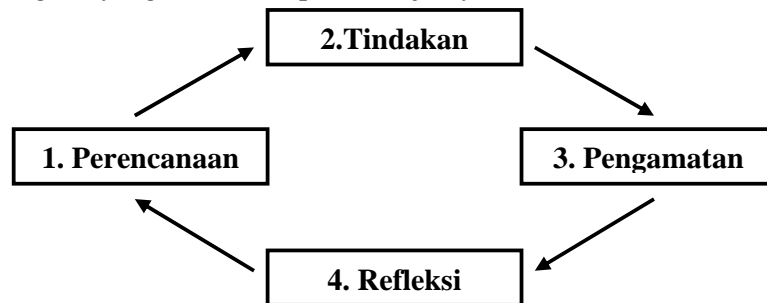 2.Tindakan
1. Perencanaan
3. Pengamatan
4. Refleksi